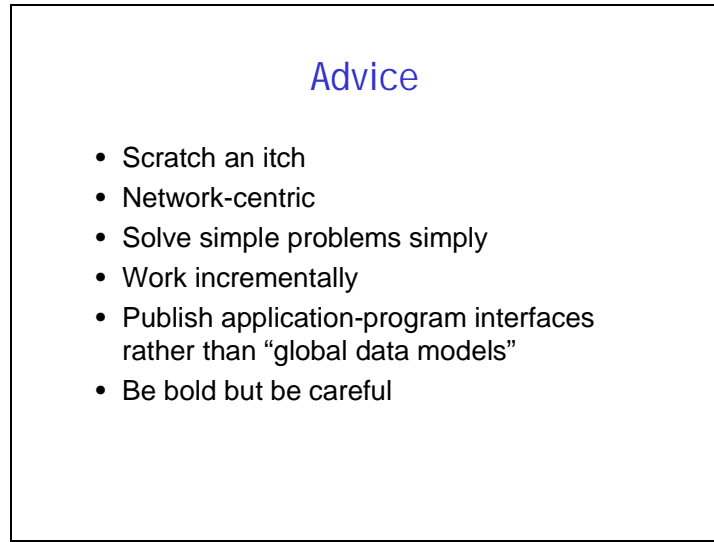 Advice
• Scratch an itch
• Network-centric
• Solve simple problems simply
• Work incrementally
• Publish application-program interfaces
rather than “global data models”
• Be bold but be careful